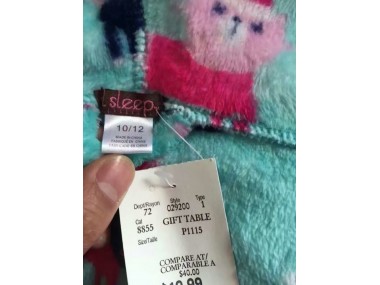 sleep
10/12
Dept/Rayon 72
Style 029200
Type 1
Cat 8855
GIFT TABLE
Size/Taille
P1115
COMPARE AT/
COMPARABLE A
$40.00